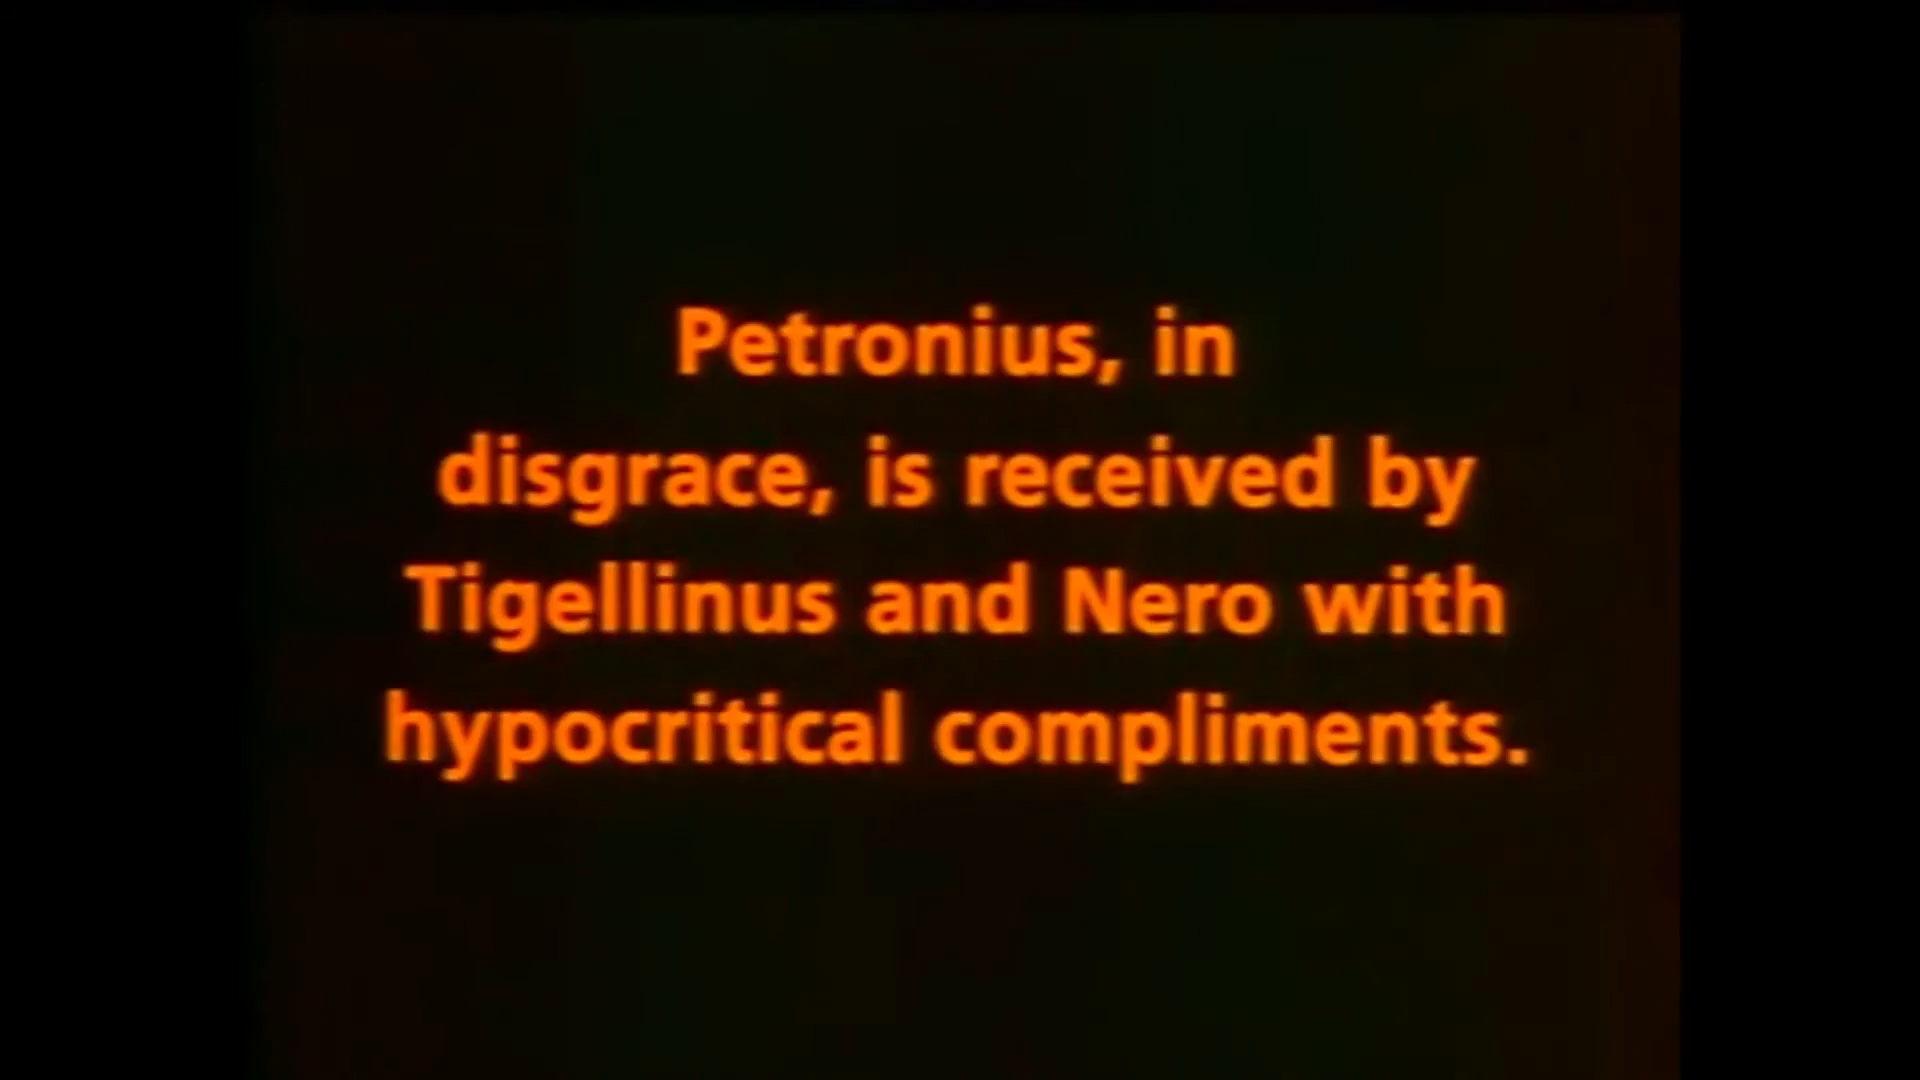 Petronius, in
disgrace, is received by
Tigellinus and Nero with
hypocritical compliments.